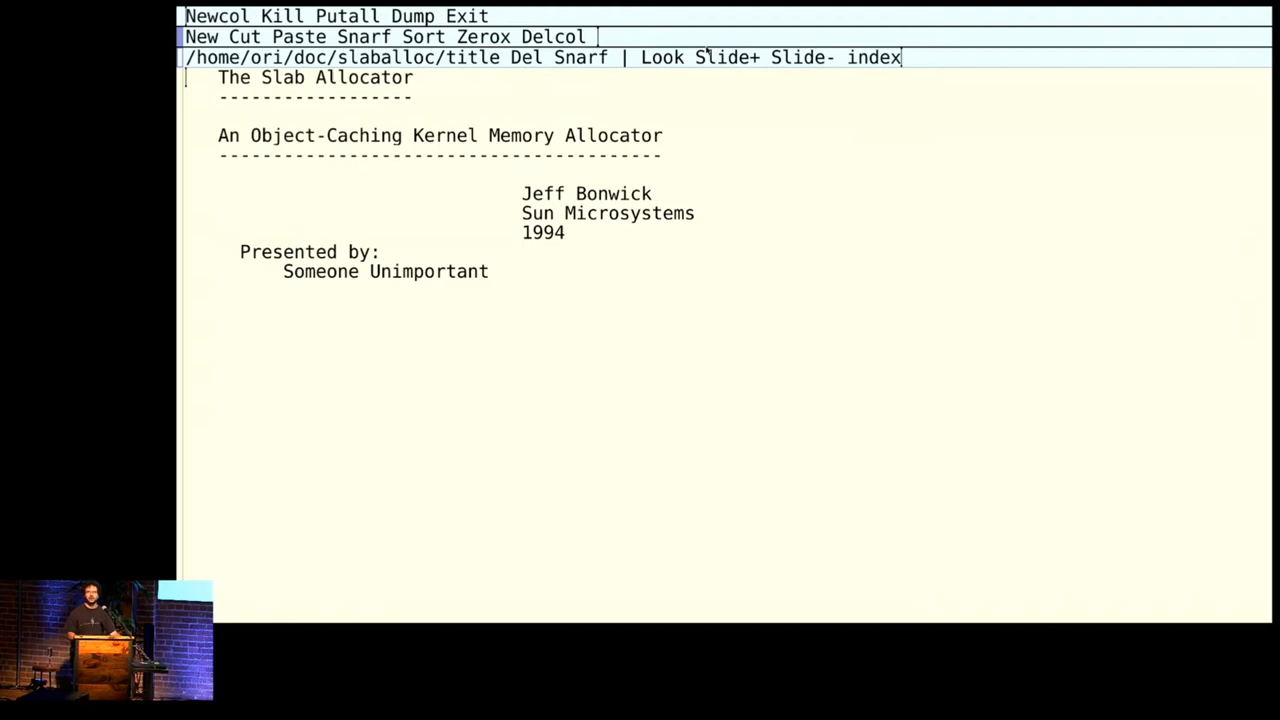 Newcol Kill Putall Dump Exit
New Cut Paste Snarf Sort Zerox Delcol
/home/ori/doc/slaballoc/title Del Snarf | Look Slide+ Slide- index
The Slab Allocator
------------------
An Object-Caching Kernel Memory Allocator
-----------------------------------------
Jeff Bonwick
Sun Microsystems
1994
Presented by:
Someone Unimportant